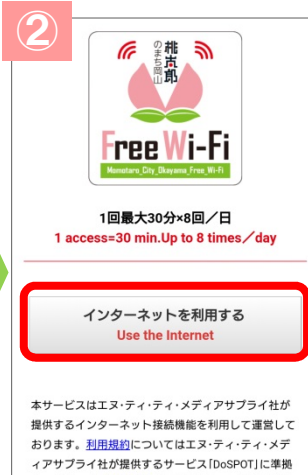 ②
桃太郎
のまち岡山
Free Wi-Fi
Momotaro_City_Okayama_Free_Wi-Fi
1回最大30分×8回／日
1 access=30 min.Up to 8 times／day
インターネットを利用する
Use the Internet
本サービスはエヌ･ティ･ティ･メディアサプライ社が
提供するインターネット接続機能を利用して運営して
おります。利用規約についてはエヌ･ティ･ティ･メデ
ィアサプライ社が提供するサービス｢DoSPOT｣に準拠